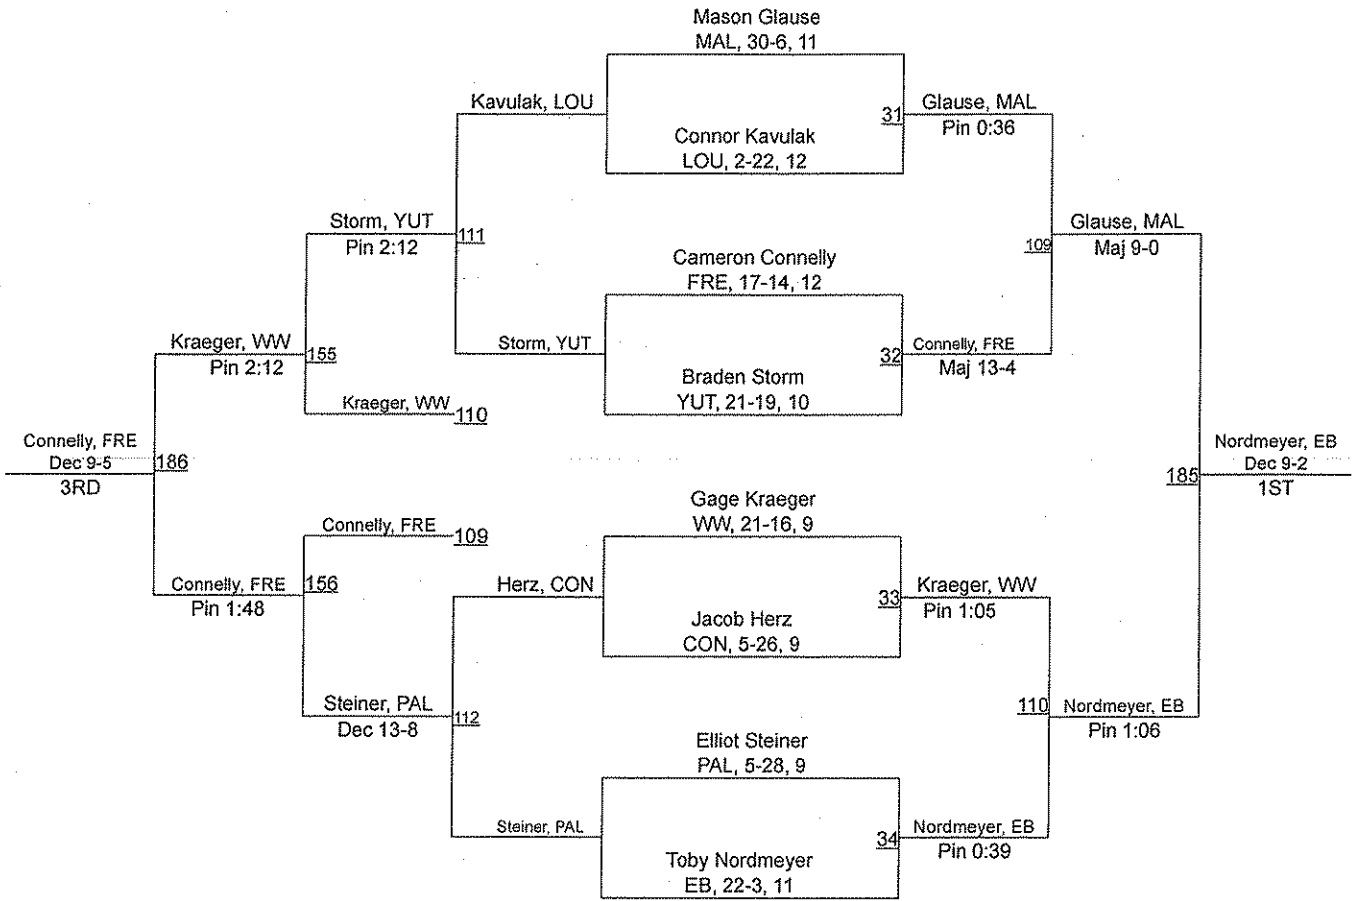 Mason Glause
MAL, 30-6, 11
Kavulak, LOU
31
Glause, MAL
Pin 0:36
Connor Kavulak
LOU, 2-22, 12
Storm, YUT
Pin 2:12
111
109
Glause, MAL
Maj 9-0
Cameron Connelly
FRE, 17-14, 12
Kraeger, WW
Pin 2:12
155
Storm, YUT
32
Connelly, FRE
Maj 13-4
Braden Storm
YUT, 21-19, 10
Kraeger, WW
110
Connelly, FRE
Dec 9-5
3RD
186
185
Nordmeyer, EB
Dec 9-2
1ST
Gage Kraeger
WW, 21-16, 9
Connelly, FRE
109
Connelly, FRE
Pin 1:48
156
Herz, CON
33
Kraeger, WW
Pin 1:05
Jacob Herz
CON, 5-26, 9
Steiner, PAL
Dec 13-8
112
110
Nordmeyer, EB
Pin 1:06
Elliot Steiner
PAL, 5-28, 9
Steiner, PAL
34
Nordmeyer, EB
Pin 0:39
Toby Nordmeyer
EB, 22-3, 11